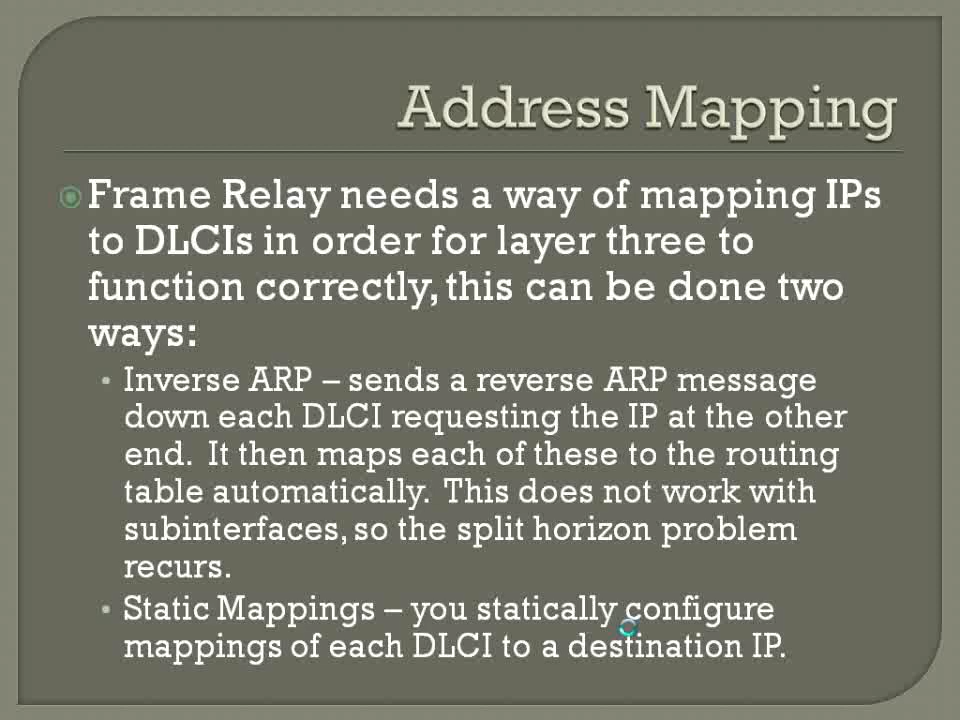 Address Mapping
Frame Relay needs a way of mapping IPs
to DLCIs in order for layer three to
function correctly, this can be done two
ways:
Inverse ARP – sends a reverse ARP message
down each DLCI requesting the IP at the other
end.  It then maps each of these to the routing
table automatically.  This does not work with
subinterfaces, so the split horizon problem
recurs.
Static Mappings – you statically configure
mappings of each DLCI to a destination IP.